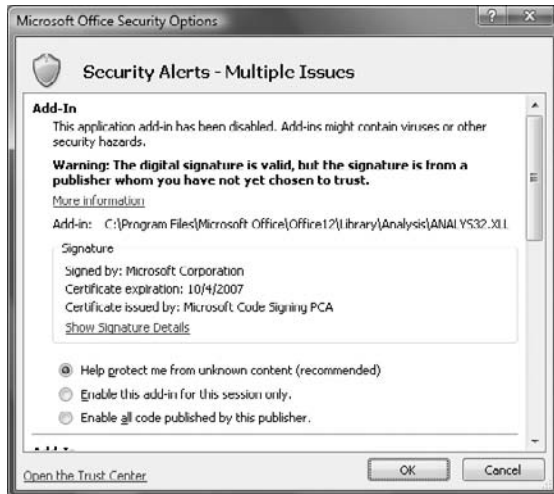 Microsoft Office Security Options
Security Alerts - Multiple Issues
Add-In
This application add-in has been disabled. Add-ins might contain viruses or other
security hazards.
Warning: The digital signature is valid, but the signature is from a
publisher whom you have not yet chosen to trust.
More information
Add-in: C:\Program Files\Microsoft Office\Office12\Library\Analysis\ANALYS32.XLL
Signature
Signed by: Microsoft Corporation
Certificate expiration: 10/4/2007
Certificate issued by: Microsoft Code Signing PCA
Show Signature Details
Help protect me from unknown content (recommended)
Enable this add-in for this session only.
Enable all code published by this publisher.
Open the Trust Center
OK
Cancel